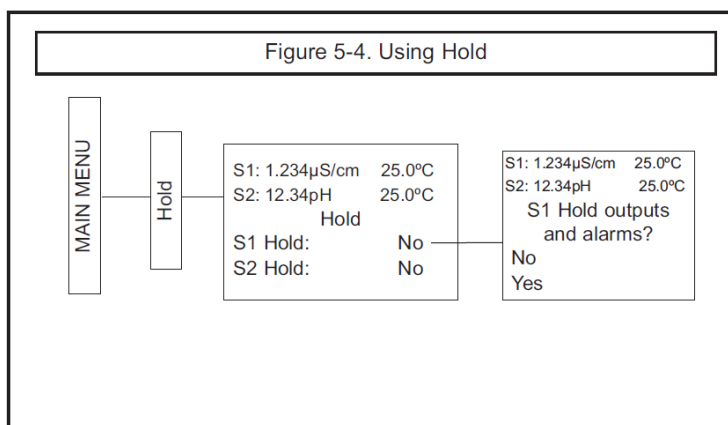 Figure 5-4. Using Hold
MAIN MENU
Hold
S1: 1.234µS/cm 25.0ºC
S2: 12.34pH 25.0ºC
Hold
S1 Hold: No
S2 Hold: No
S1: 1.234µS/cm 25.0ºC
S2: 12.34pH 25.0ºC
S1 Hold outputs
and alarms?
No
Yes